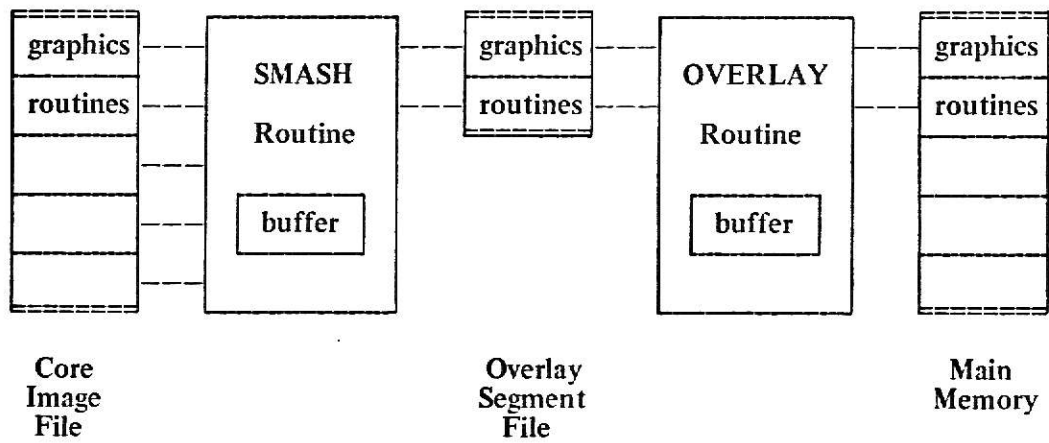 graphics
routines
SMASH
Routine
buffer
graphics
routines
OVERLAY
Routine
buffer
graphics
routines
Core
Image
File
Overlay
Segment
File
Main
Memory